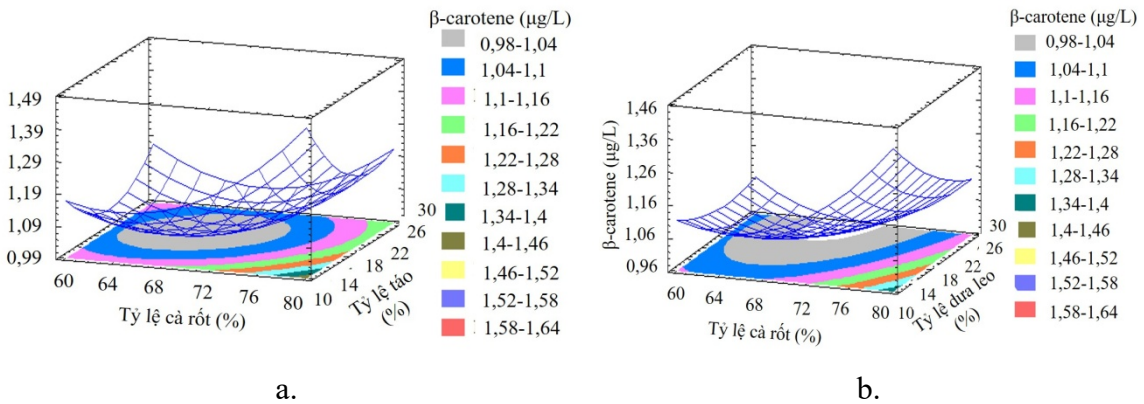 β-carotene (µg/L)
0,98-1,04
1,04-1,1
1,1-1,16
1,16-1,22
1,22-1,28
1,28-1,34
1,34-1,4
1,4-1,46
1,46-1,52
1,52-1,58
1,58-1,64
1,49
1,39
1,29
1,19
1,09
0,99
60 64 68 72 76 80
Tỷ lệ cà rốt (%)
10 14 18 22 26 30
Tỷ lệ táo
(%)
a.
β-carotene (µg/L)
0,98-1,04
1,04-1,1
1,1-1,16
1,16-1,22
1,22-1,28
1,28-1,34
1,34-1,4
1,4-1,46
1,46-1,52
1,52-1,58
1,58-1,64
β-carotene (µg/L)
1,46
1,36
1,26
1,16
1,06
0,96
60 64 68 72 76 80
Tỷ lệ cà rốt (%)
10 14 18 22 26 30
Tỷ lệ dưa leo
(%)
b.